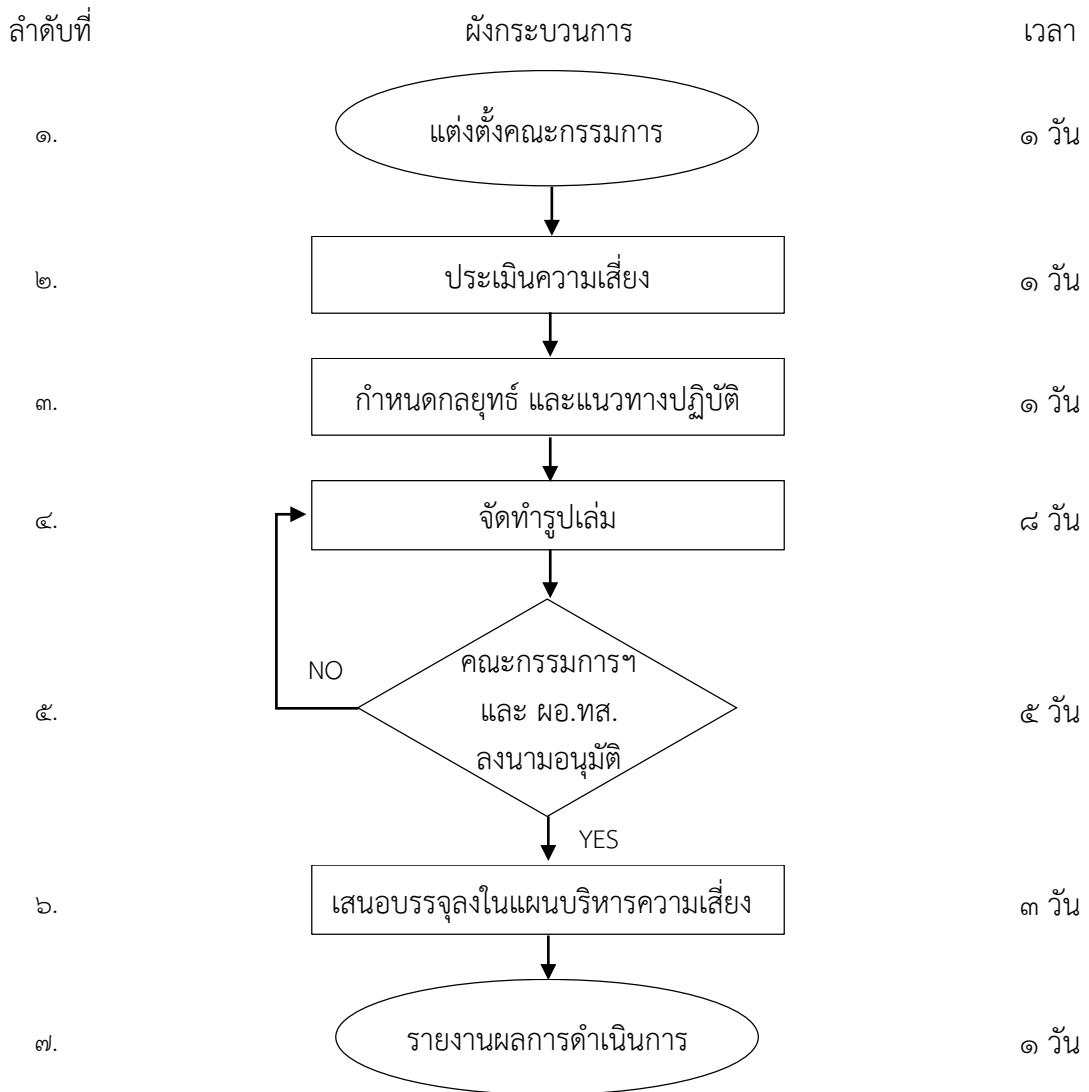 ลำดับที่ ผังกระบวนการ เวลา
๑. แต่งตั้งคณะกรรมการ ๑ วัน
๒. ประเมินความเสี่ยง ๑ วัน
๓. กำหนดกลยุทธ์ และแนวทางปฏิบัติ ๑ วัน
๔. จัดทำรูปเล่ม ๘ วัน
NO คณะกรรมการฯ
๕. และ ผอ.ทส. ๕ วัน
ลงนามอนุมัติ
YES
๖. เสนอบรรจุลงในแผนบริหารความเสี่ยง ๓ วัน
๗. รายงานผลการดำเนินการ ๑ วัน